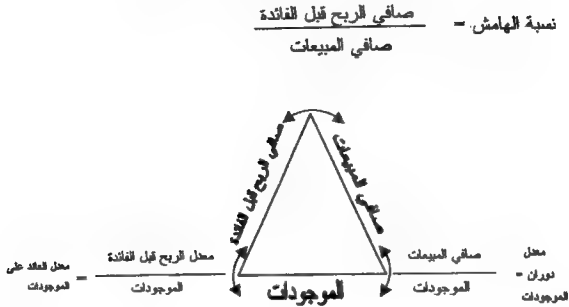 نسبة الهامش =
صافي الربح قبل الفائدة
صافي المبيعات
صافي الربح قبل الفائدة
صافي المبيعات
الموجودات
معدل دوران الموجودات =
صافي المبيعات
الموجودات
معدل الربح قبل الفائدة
الموجودات
= معدل العائد على
الموجودات